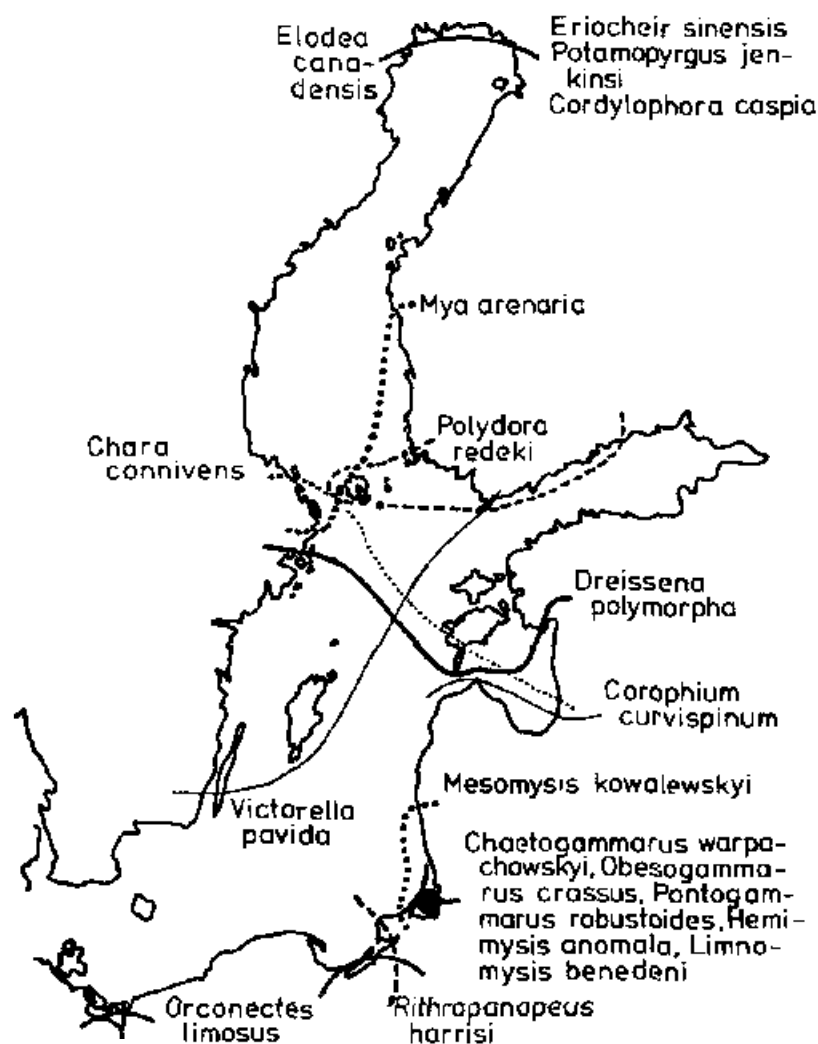 Elodea
cana-
densis
Eriocheir sinensis
Potamopyrgus jen-
kinsi
Cordylophora caspia
Mya arenaria
Polydora
redeki
Chara
connivens
Dreissena
polymorpha
Corophium
curvispinum
Mesomysis kowalewskyi
Victorella
pavida
Chaetogammarus warpa-
chowskyi, Obesogamma-
rus crassus, Pontogam-
marus robustoides, Hemi-
mysis anomala, Limno-
mysis benedeni
Orconectes
limosus
Rithropanapeus
harrisi